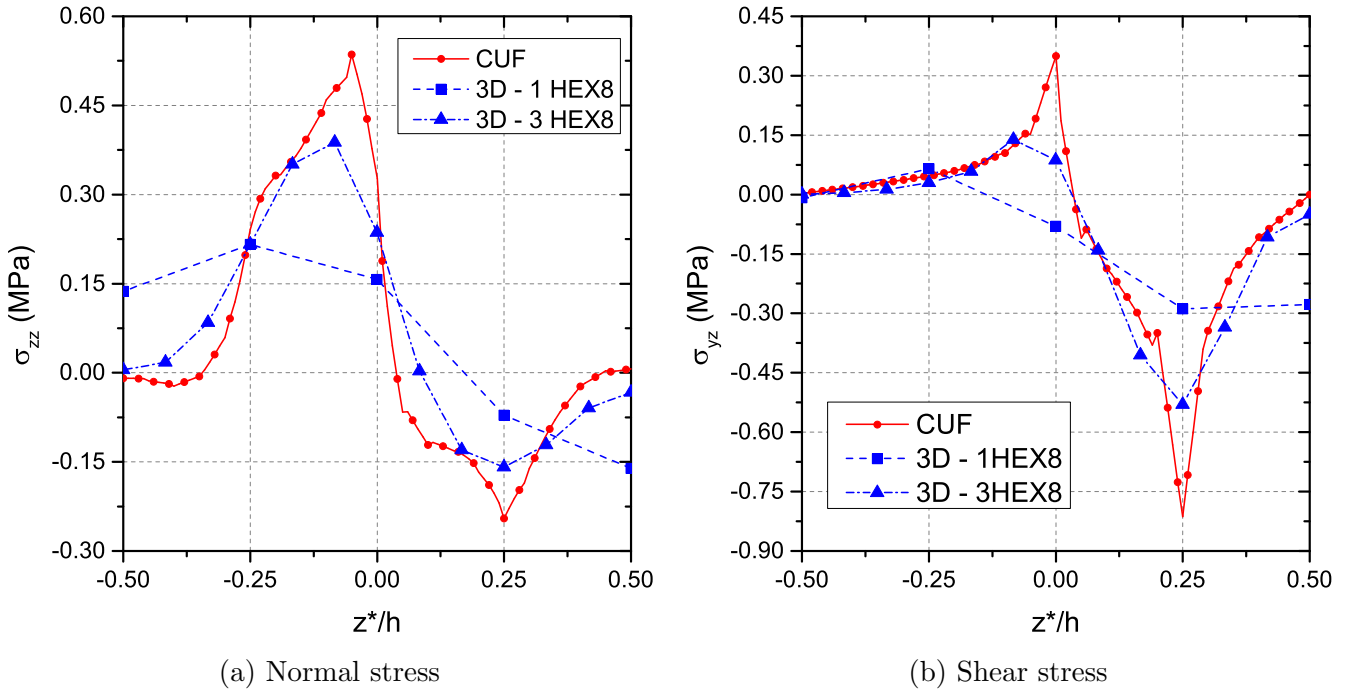 0.60
0.45
0.30
0.15
0.00
-0.15
-0.30
σzz (MPa)
-0.50 -0.25 0.00 0.25 0.50
z*/h
CUF
3D - 1 HEX8
3D - 3 HEX8
(a) Normal stress
0.45
0.30
0.15
0.00
-0.15
-0.30
-0.45
-0.60
-0.75
-0.90
σyz (MPa)
-0.50 -0.25 0.00 0.25 0.50
z*/h
CUF
3D - 1HEX8
3D - 3HEX8
(b) Shear stress